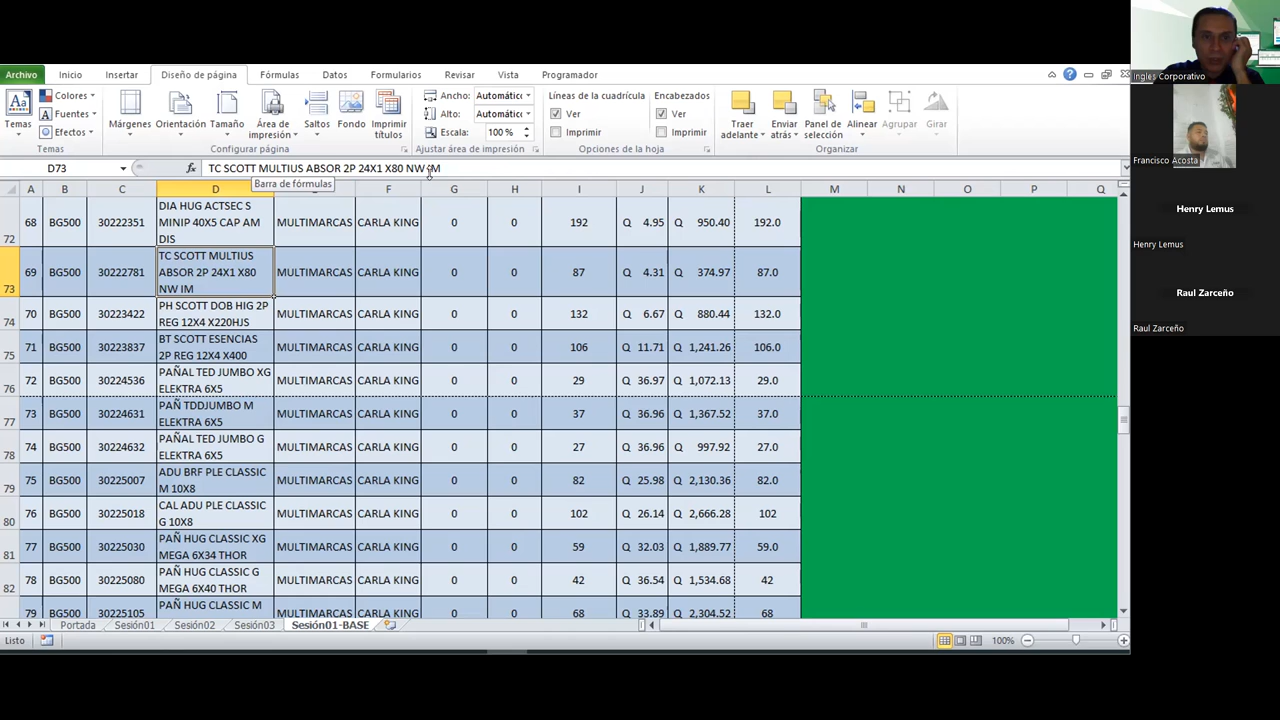 Archivo Inicio Insertar Diseño de página Fórmulas Datos Formularios Revisar Vista Programador
Temas
Colores
Fuentes
Efectos
Temas
Márgenes Orientación Tamaño Área de impresión Saltos Fondo Imprimir títulos
Configurar página
Ancho: Automático
Alto: Automático
Escala: 100 %
Ajustar área de impresión
Líneas de la cuadrícula Encabezados
Ver Ver
Imprimir Imprimir
Opciones de la hoja
Traer adelante Enviar atrás Panel de selección Alinear Agrupar Girar
Organizar
D73 fx TC SCOTT MULTIUS ABSOR 2P 24X1 X80 NW IM
Barra de fórmulas
A B C D E F G H I J K L M N O P Q
72 68 BG500 30222351 DIA HUG ACTSEC S MINIP 40X5 CAP AM DIS MULTIMARCAS CARLA KING 0 0 192 Q 4.95 Q 950.40 192.0
73 69 BG500 30222781 TC SCOTT MULTIUS ABSOR 2P 24X1 X80 NW IM MULTIMARCAS CARLA KING 0 0 87 Q 4.31 Q 374.97 87.0
74 70 BG500 30223422 PH SCOTT DOB HIG 2P REG 12X4 X220HJS MULTIMARCAS CARLA KING 0 0 132 Q 6.67 Q 880.44 132.0
75 71 BG500 30223837 BT SCOTT ESENCIAS 2P REG 12X4 X400 MULTIMARCAS CARLA KING 0 0 106 Q 11.71 Q 1,241.26 106.0
76 72 BG500 30224536 PAÑAL TED JUMBO XG ELEKTRA 6X5 MULTIMARCAS CARLA KING 0 0 29 Q 36.97 Q 1,072.13 29.0
77 73 BG500 30224631 PAÑ TDDJUMBO M ELEKTRA 6X5 MULTIMARCAS CARLA KING 0 0 37 Q 36.96 Q 1,367.52 37.0
78 74 BG500 30224632 PAÑAL TED JUMBO G ELEKTRA 6X5 MULTIMARCAS CARLA KING 0 0 27 Q 36.96 Q 997.92 27.0
79 75 BG500 30225007 ADU BRF PLE CLASSIC M 10X8 MULTIMARCAS CARLA KING 0 0 82 Q 25.98 Q 2,130.36 82.0
80 76 BG500 30225018 CAL ADU PLE CLASSIC G 10X8 MULTIMARCAS CARLA KING 0 0 102 Q 26.14 Q 2,666.28 102
81 77 BG500 30225030 PAÑ HUG CLASSIC XG MEGA 6X34 THOR MULTIMARCAS CARLA KING 0 0 59 Q 32.03 Q 1,889.77 59.0
82 78 BG500 30225080 PAÑ HUG CLASSIC G MEGA 6X40 THOR MULTIMARCAS CARLA KING 0 0 42 Q 36.54 Q 1,534.68 42
79 BG500 30225105 PAÑ HUG CLASSIC M MULTIMARCAS CARLA KING 0 0 68 Q 33.89 Q 2,304.52 68
Portada Sesión01 Sesión02 Sesión03 Sesión01-BASE
Listo 100%
Ingles Corporativo
Francisco Acosta
Henry Lemus
Henry Lemus
Raul Zarceño
Raul Zarceño